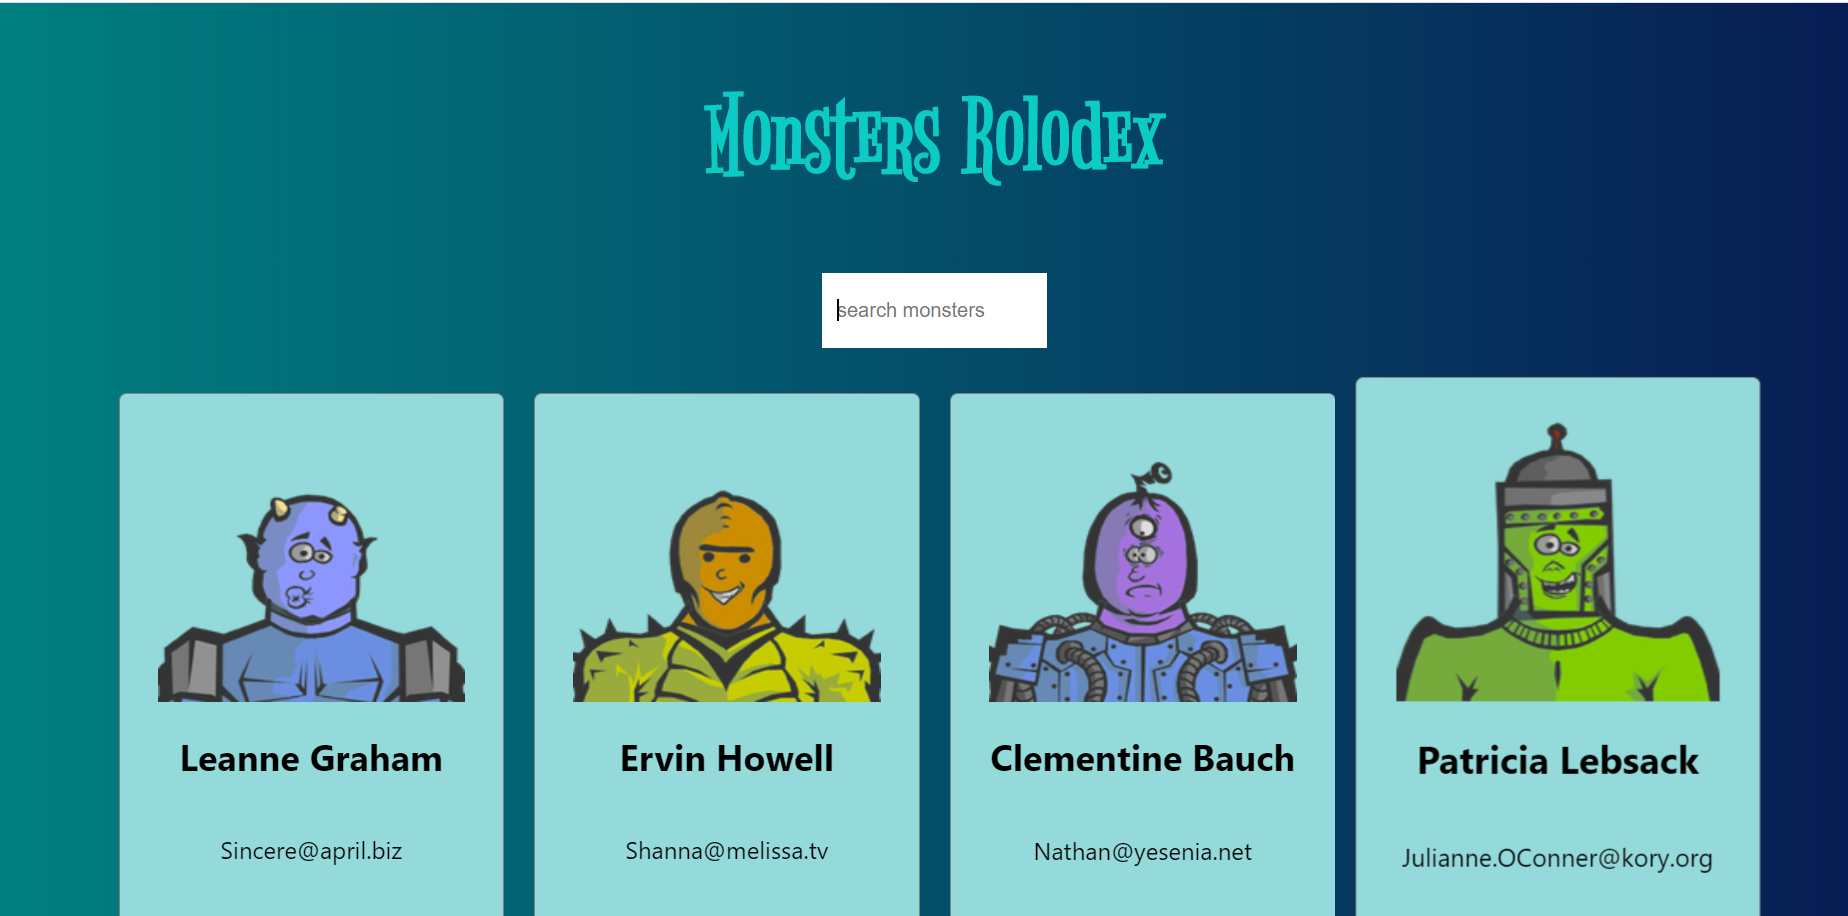 Monsters Rolodex
search monsters
Leanne Graham
Sincere@april.biz
Ervin Howell
Shanna@melissa.tv
Clementine Bauch
Nathan@yesenia.net
Patricia Lebsack
Julianne.OConner@kory.org